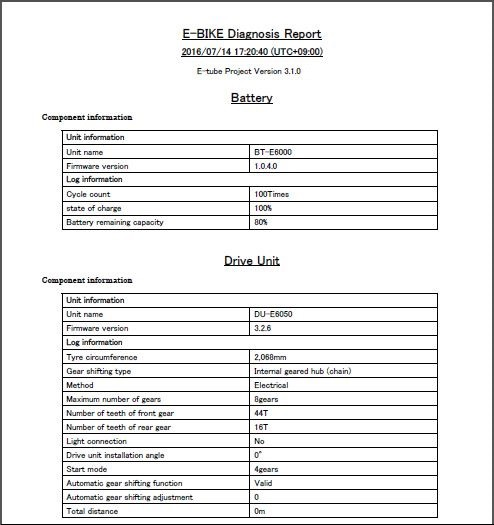 E-BIKE Diagnosis Report
2016/07/14 17:20:40 (UTC+09:00)
E-tube Project Version 3.1.0
Battery
Component information
Unit information
Unit name BT-E6000
Firmware version 1.0.4.0
Log information
Cycle count 100Times
state of charge 100%
Battery remaining capacity 80%
Drive Unit
Component information
Unit information
Unit name DU-E6050
Firmware version 3.2.6
Log information
Tyre circumference 2,068mm
Gear shifting type Internal geared hub (chain)
Method Electrical
Maximum number of gears 8gears
Number of teeth of front gear 44T
Number of teeth of rear gear 16T
Light connection No
Drive unit installation angle 0°
Start mode 4gears
Automatic gear shifting function Valid
Automatic gear shifting adjustment 0
Total distance 0m